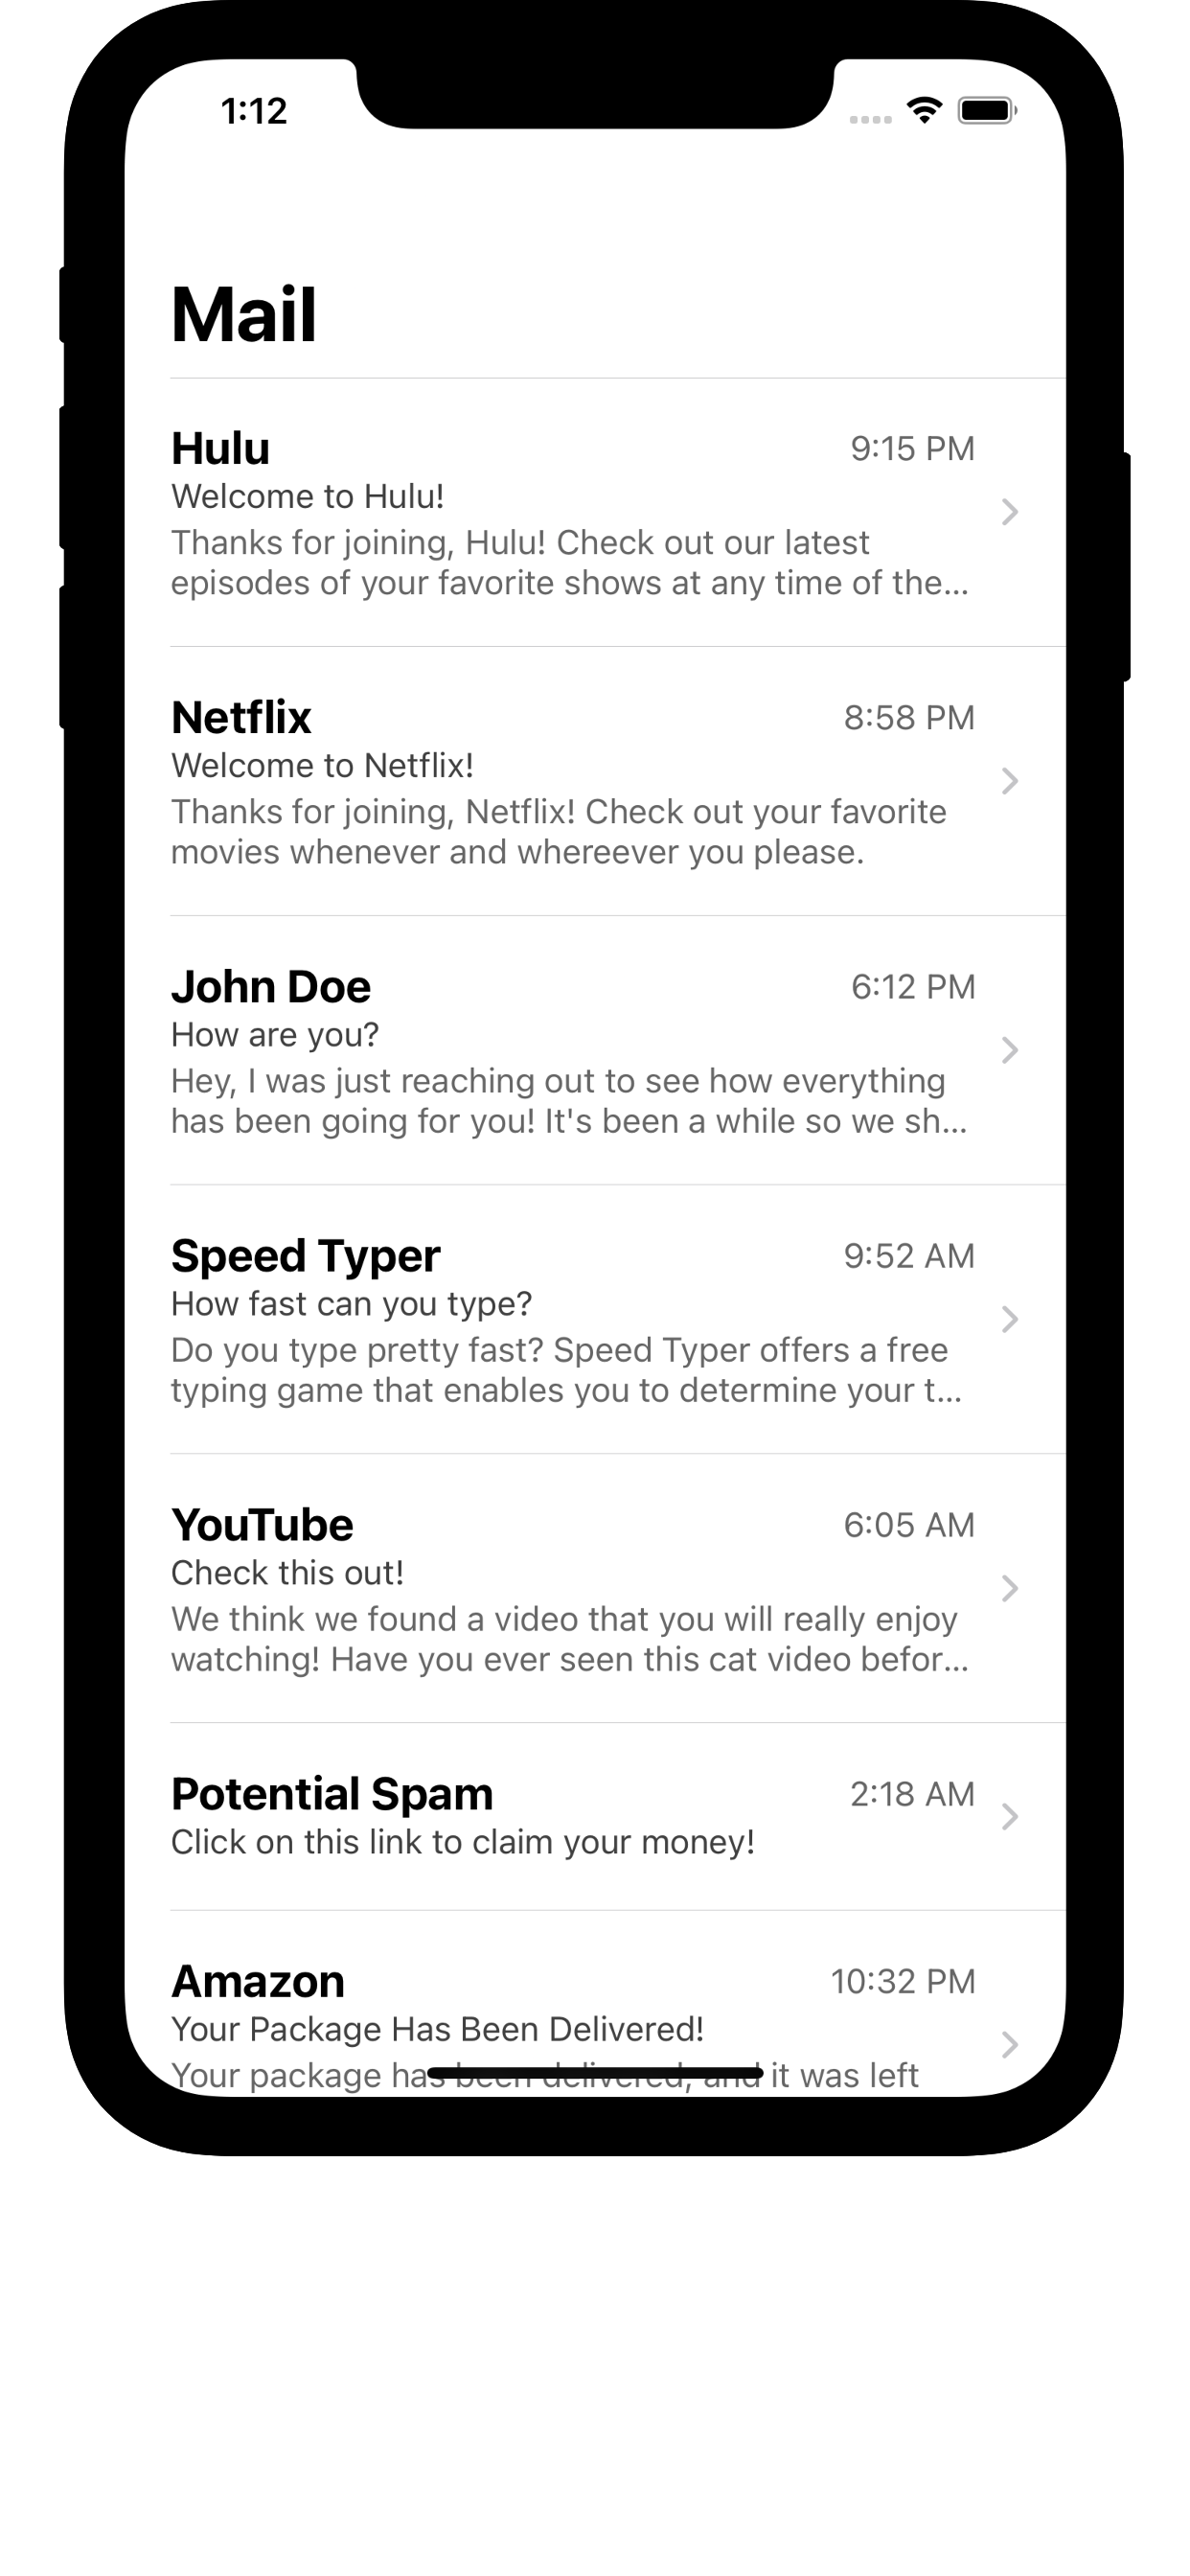 1:12
Mail
Hulu 9:15 PM
Welcome to Hulu!
Thanks for joining, Hulu! Check out our latest
episodes of your favorite shows at any time of the...
Netflix 8:58 PM
Welcome to Netflix!
Thanks for joining, Netflix! Check out your favorite
movies whenever and whereever you please.
John Doe 6:12 PM
How are you?
Hey, I was just reaching out to see how everything
has been going for you! It's been a while so we sh...
Speed Typer 9:52 AM
How fast can you type?
Do you type pretty fast? Speed Typer offers a free
typing game that enables you to determine your t...
YouTube 6:05 AM
Check this out!
We think we found a video that you will really enjoy
watching! Have you ever seen this cat video befor...
Potential Spam 2:18 AM
Click on this link to claim your money!
Amazon 10:32 PM
Your Package Has Been Delivered!
Your package has been delivered, and it was left